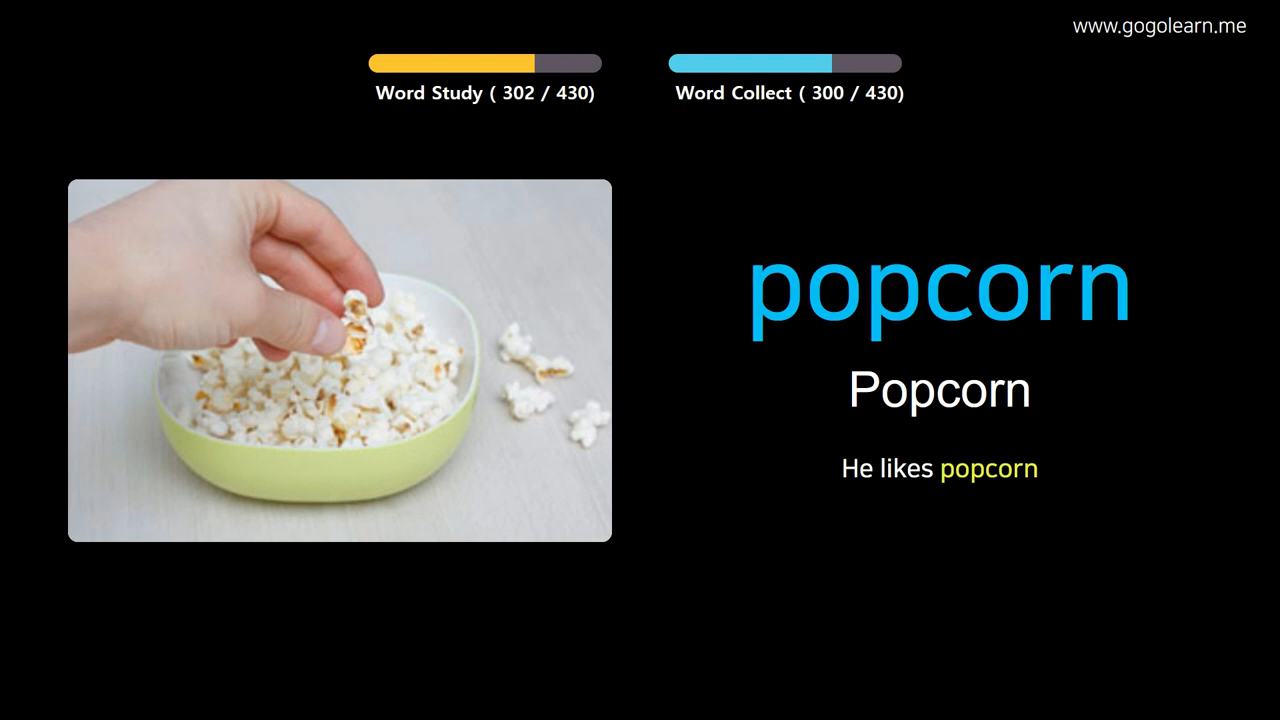 www.gogolearn.me
Word Study ( 302 / 430)
Word Collect ( 300 / 430)
popcorn
Popcorn
He likes popcorn